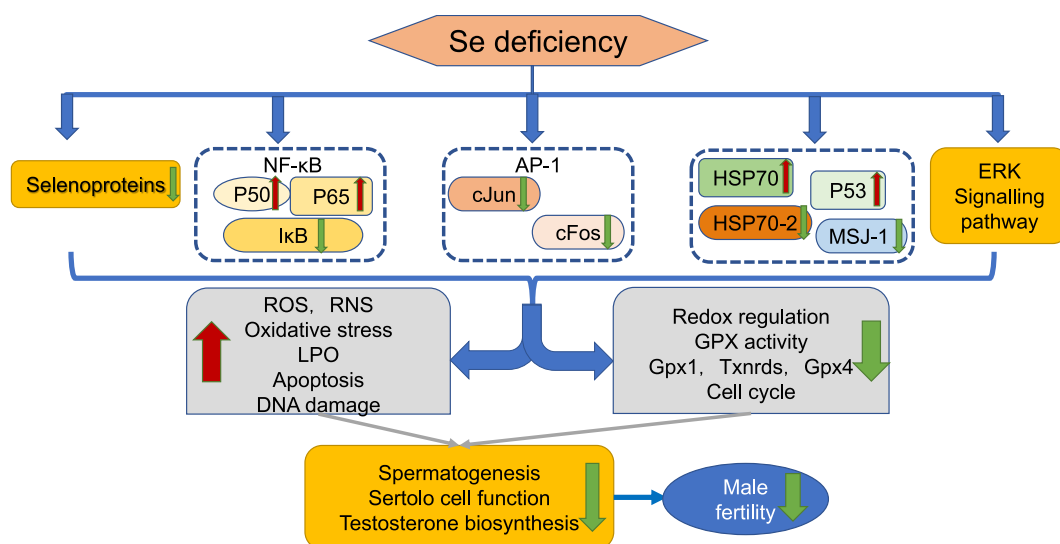 Se deficiency
Selenoproteins
NF-κB
P50
P65
IκB
AP-1
cJun
cFos
HSP70
P53
HSP70-2
MSJ-1
ERK
Signalling
pathway
ROS， RNS
Oxidative stress
LPO
Apoptosis
DNA damage
Redox regulation
GPX activity
Gpx1， Txnrds， Gpx4
Cell cycle
Spermatogenesis
Sertolo cell function
Testosterone biosynthesis
Male
fertility